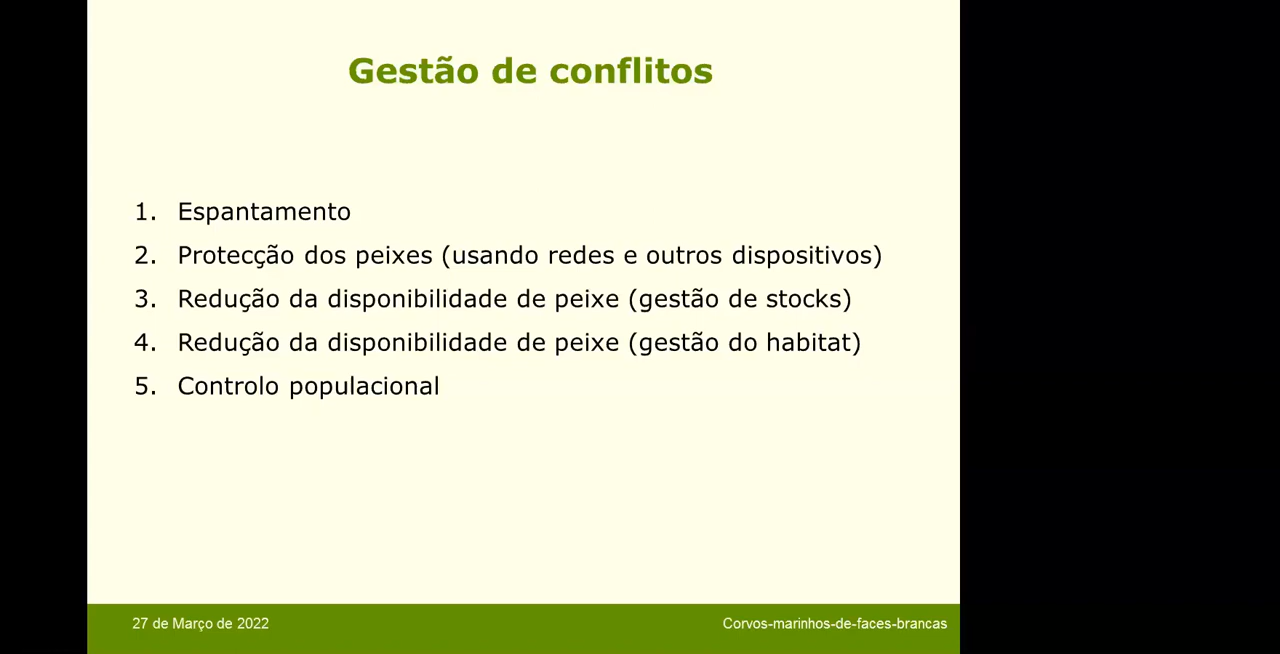 Gestão de conflitos
1. Espantamento
2. Protecção dos peixes (usando redes e outros dispositivos)
3. Redução da disponibilidade de peixe (gestão de stocks)
4. Redução da disponibilidade de peixe (gestão do habitat)
5. Controlo populacional
27 de Março de 2022
Corvos-marinhos-de-faces-brancas